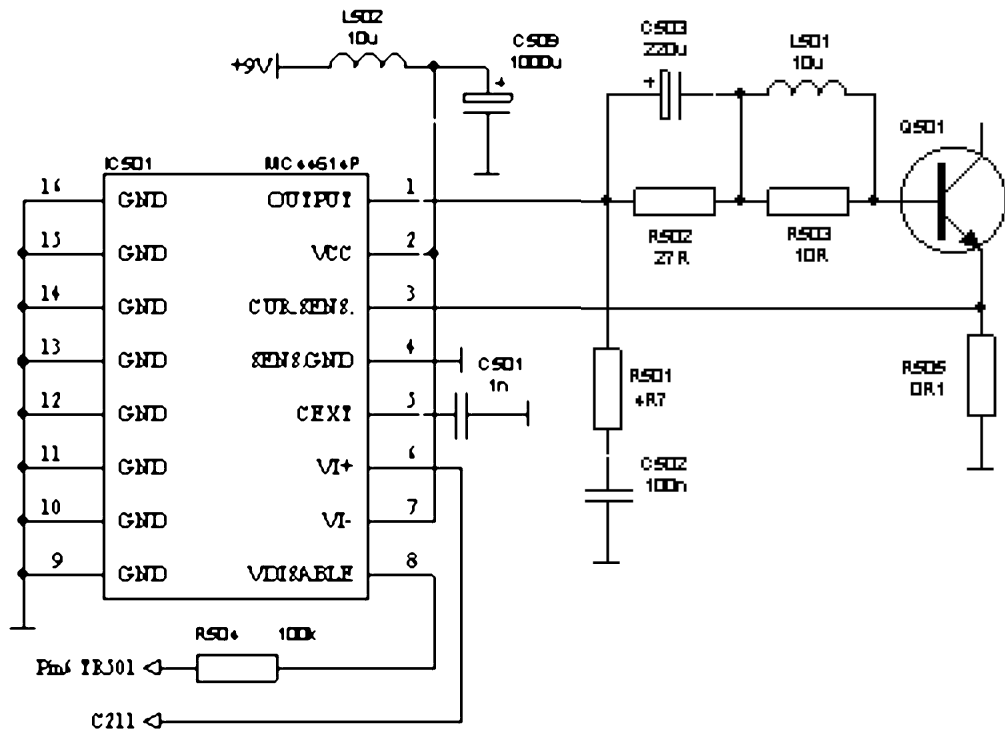 L502
10u
+9V
C509
1000u
+
C503
220u
+
L501
10u
Q501
IC501 MC44614P
16 GND OUTPUT 1
15 GND VCC 2
14 GND CUR.SENS. 3
13 GND SENS.GND 4
12 GND CEXT 5
11 GND VI+ 6
10 GND VI- 7
9 GND VDISABLE 8
R502
27R
R503
10R
C501
1n
R501
4R7
R505
0R1
C502
100n
R504 100k
Pin6 TR501
C211